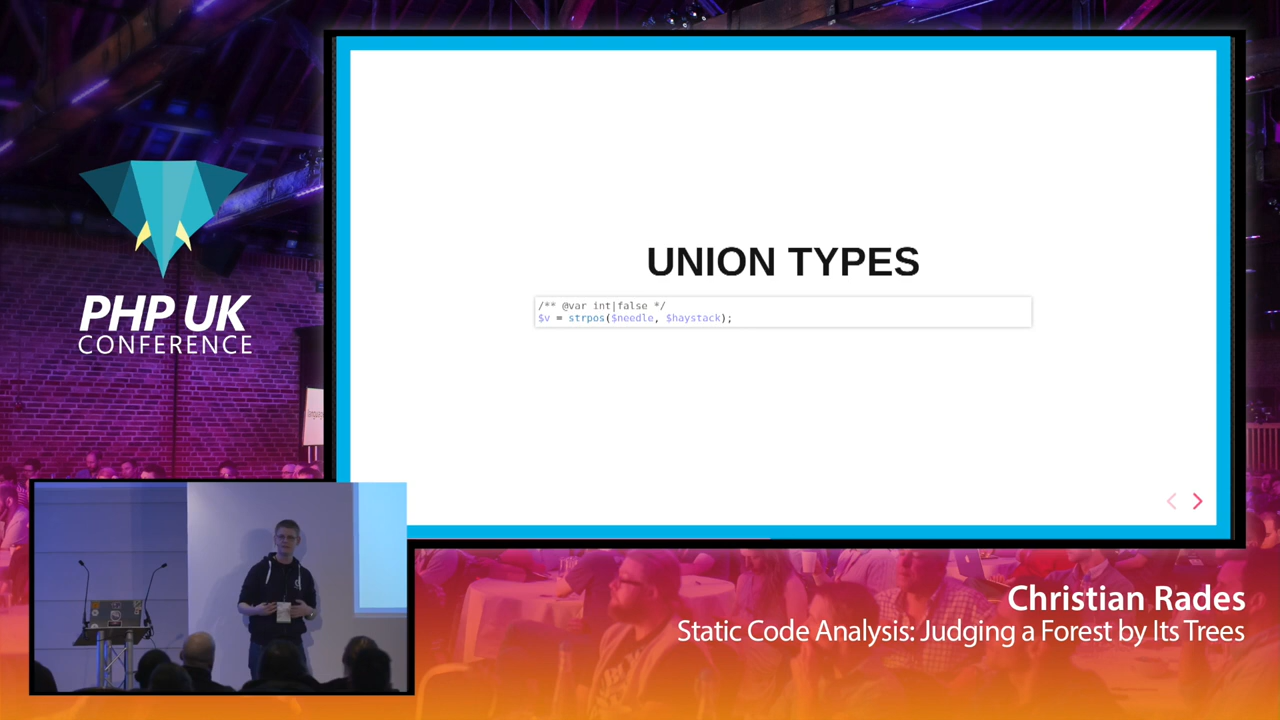 UNION TYPES
/** @var int|false */
$v = strpos($needle, $haystack);
PHP UK
CONFERENCE
Christian Rades
Static Code Analysis: Judging a Forest by Its Trees